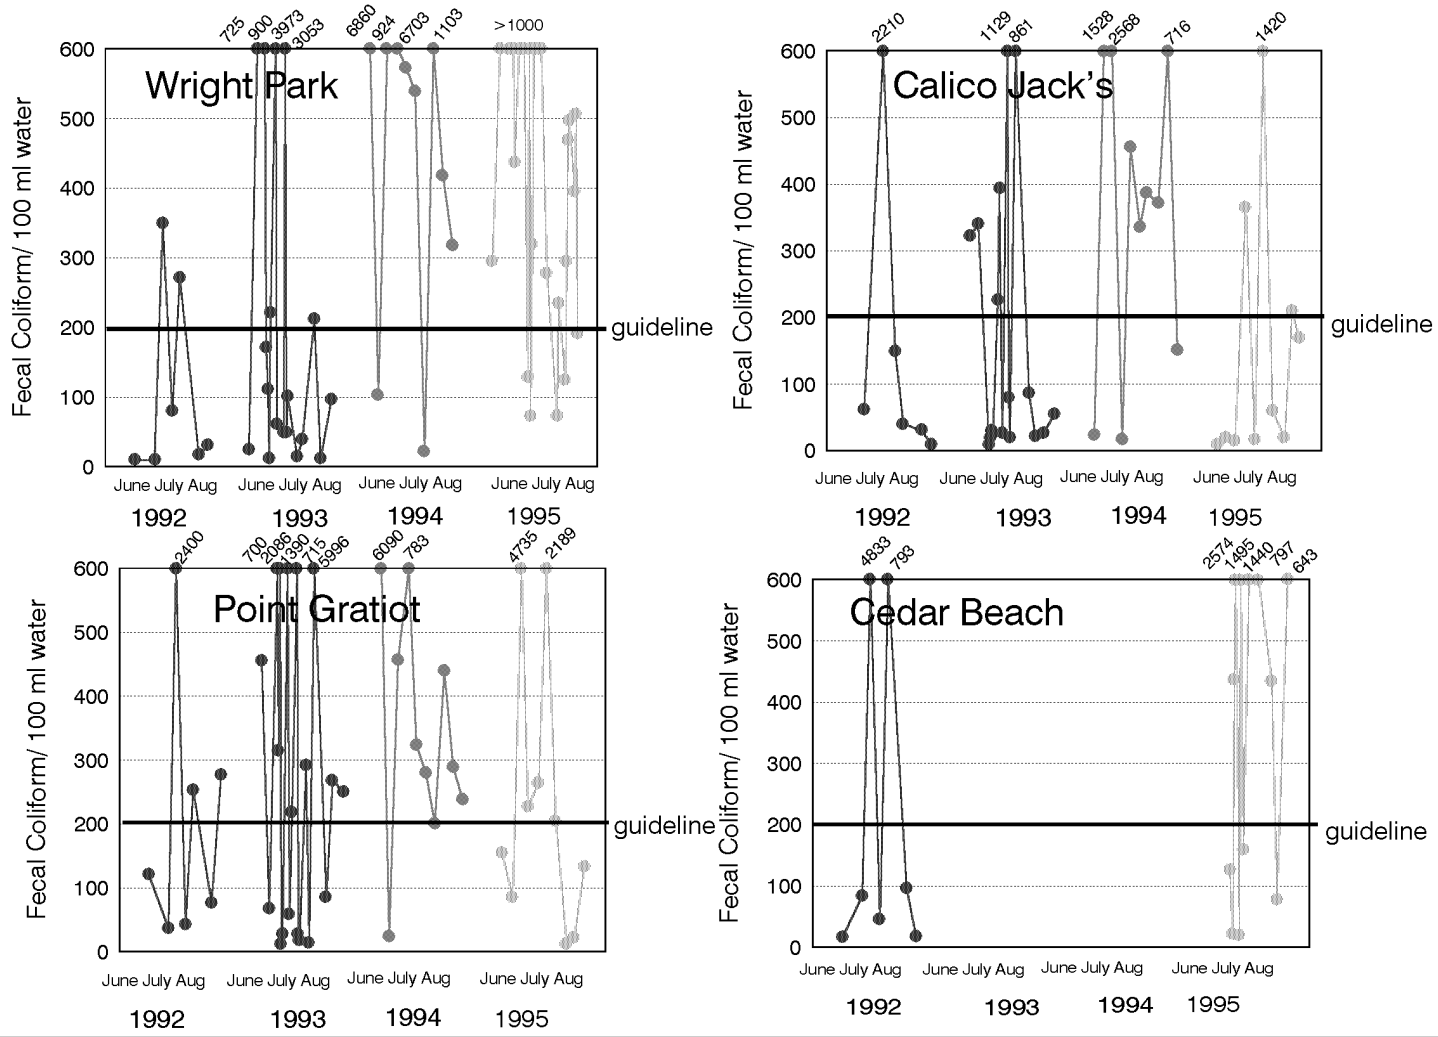 725 900 3973 3053 6860 924 6703 1103 >1000
Wright Park
Fecal Coliform/ 100 ml water
600
500
400
300
200
100
0
guideline
June July Aug June July Aug June July Aug June July Aug
1992 1993 1994 1995
2210 1129 861 1528 2568 716 1420
Calico Jack's
Fecal Coliform/ 100 ml water
600
500
400
300
200
100
0
guideline
June July Aug June July Aug June July Aug June July Aug
1992 1993 1994 1995
2400 700 2086 1390 715 5996 6090 783 4735 2189
Point Gratiot
Fecal Coliform/ 100 ml water
600
500
400
300
200
100
0
guideline
June July Aug June July Aug June July Aug June July Aug
1992 1993 1994 1995
4833 793 2574 1495 1440 797 643
Cedar Beach
Fecal Coliform/ 100 ml water
600
500
400
300
200
100
0
guideline
June July Aug June July Aug June July Aug June July Aug
1992 1993 1994 1995